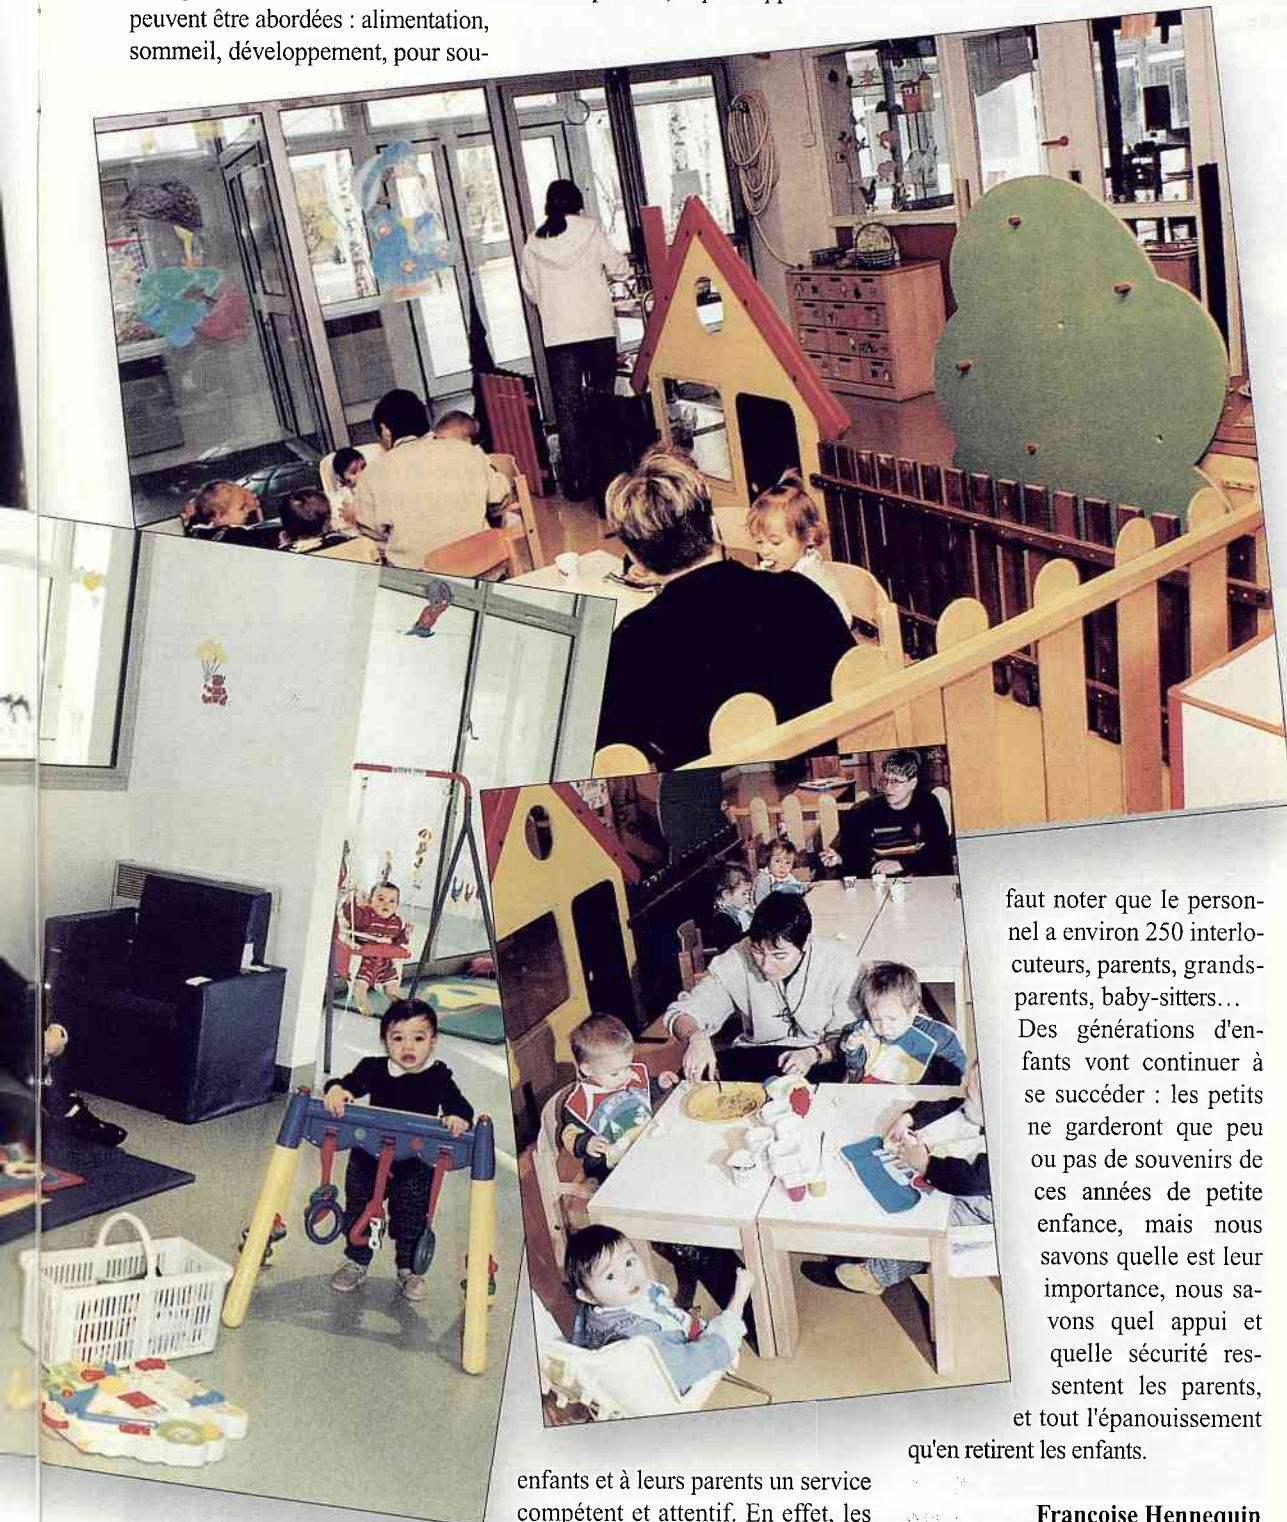 peuvent être abordées : alimentation,
sommeil, développement, pour sou-
enfants et à leurs parents un service
compétent et attentif. En effet, les
faut noter que le person-
nel a environ 250 interlo-
cuteurs, parents, grands-
parents, baby-sitters...
Des générations d'en-
fants vont continuer à
se succéder : les petits
ne garderont que peu
ou pas de souvenirs de
ces années de petite
enfance, mais nous
savons quelle est leur
importance, nous sa-
vons quel appui et
quelle sécurité res-
sentent les parents,
et tout l'épanouissement
qu'en retirent les enfants.
Françoise Hennequin